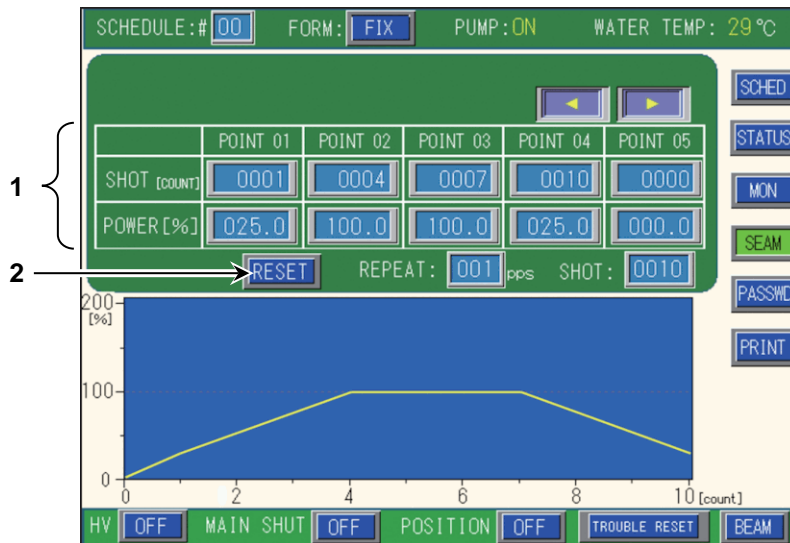 SCHEDULE:# 00 FORM: FIX PUMP:ON WATER TEMP: 29℃
◄ ►
SCHED
POINT 01 POINT 02 POINT 03 POINT 04 POINT 05
STATUS
1
SHOT [COUNT] 0001 0004 0007 0010 0000
MON
POWER[%] 025.0 100.0 100.0 025.0 000.0
SEAM
2
RESET REPEAT: 001 pps SHOT: 0010
PASSWD
200
[%]
PRINT
100
0
0 2 4 6 8 10 [count]
HV OFF MAIN SHUT OFF POSITION OFF TROUBLE RESET BEAM